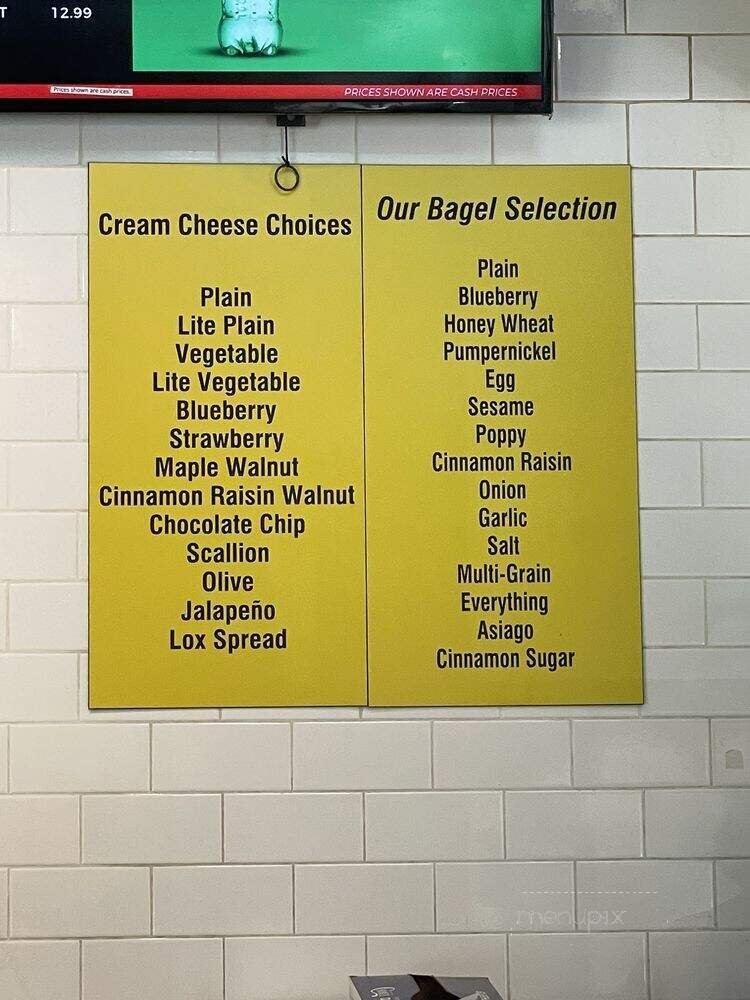 T 12.99
Prices shown are cash prices.
PRICES SHOWN ARE CASH PRICES
Cream Cheese Choices
Plain
Lite Plain
Vegetable
Lite Vegetable
Blueberry
Strawberry
Maple Walnut
Cinnamon Raisin Walnut
Chocolate Chip
Scallion
Olive
Jalapeño
Lox Spread
Our Bagel Selection
Plain
Blueberry
Honey Wheat
Pumpernickel
Egg
Sesame
Poppy
Cinnamon Raisin
Onion
Garlic
Salt
Multi-Grain
Everything
Asiago
Cinnamon Sugar
menupix